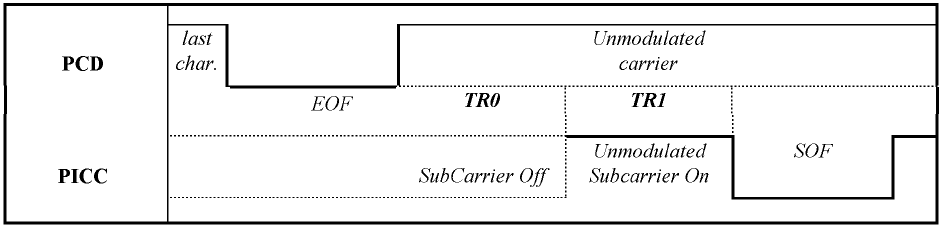 last
char.
Unmodulated
carrier
PCD
EOF
TR0
TR1
PICC
SubCarrier Off
Unmodulated
Subcarrier On
SOF